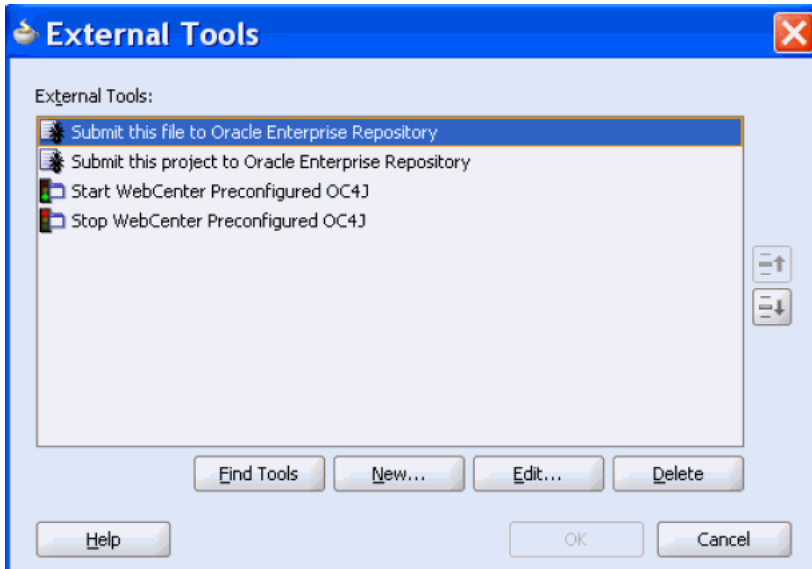 External Tools
External Tools:
Submit this file to Oracle Enterprise Repository
Submit this project to Oracle Enterprise Repository
Start WebCenter Preconfigured OC4J
Stop WebCenter Preconfigured OC4J
Find Tools New... Edit... Delete
Help OK Cancel